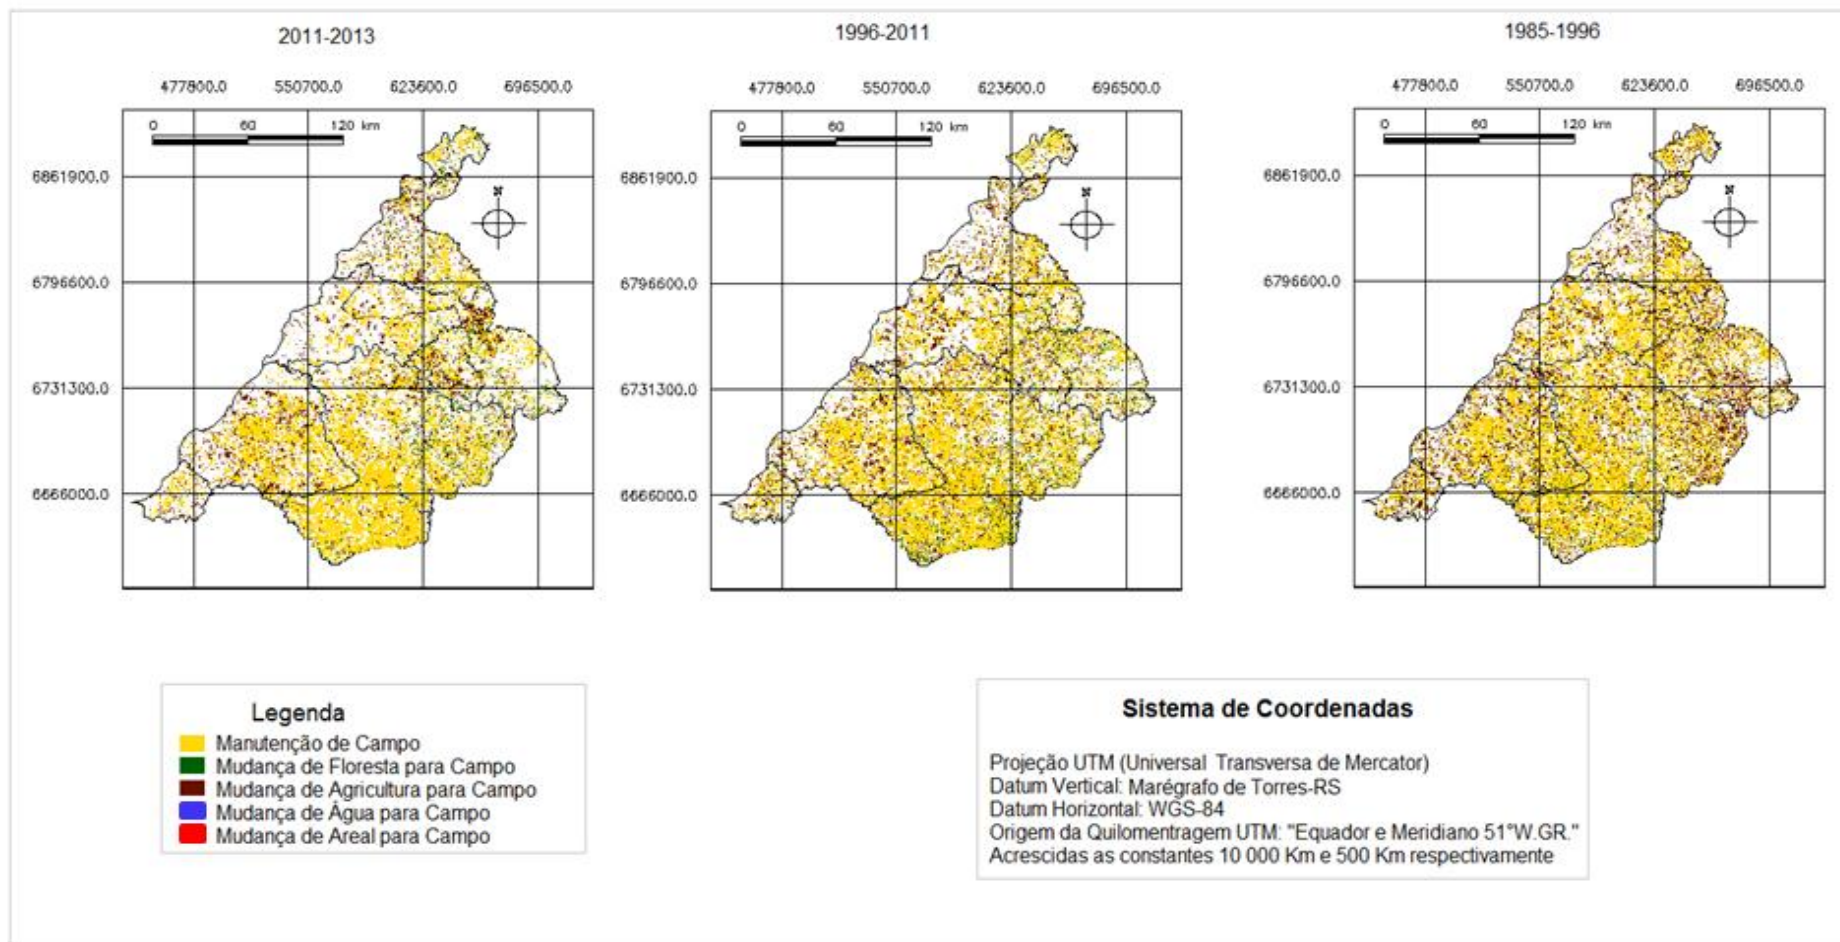 2011-2013
1996-2011
1985-1996
477800.0 550700.0 623600.0 696500.0
477800.0 550700.0 623600.0 696500.0
477800.0 550700.0 623600.0 696500.0
0 60 120 km
0 60 120 km
0 60 120 km
6861900.0
6861900.0
6861900.0
N
N
N
6796600.0
6796600.0
6796600.0
6731300.0
6731300.0
6731300.0
6666000.0
6666000.0
6666000.0
Legenda
Manutenção de Campo
Mudança de Floresta para Campo
Mudança de Agricultura para Campo
Mudança de Água para Campo
Mudança de Areal para Campo
Sistema de Coordenadas
Projeção UTM (Universal Transversa de Mercator)
Datum Vertical: Marégrafo de Torres-RS
Datum Horizontal: WGS-84
Origem da Quilomentragem UTM: "Equador e Meridiano 51°W.GR."
Acrescidas as constantes 10 000 Km e 500 Km respectivamente